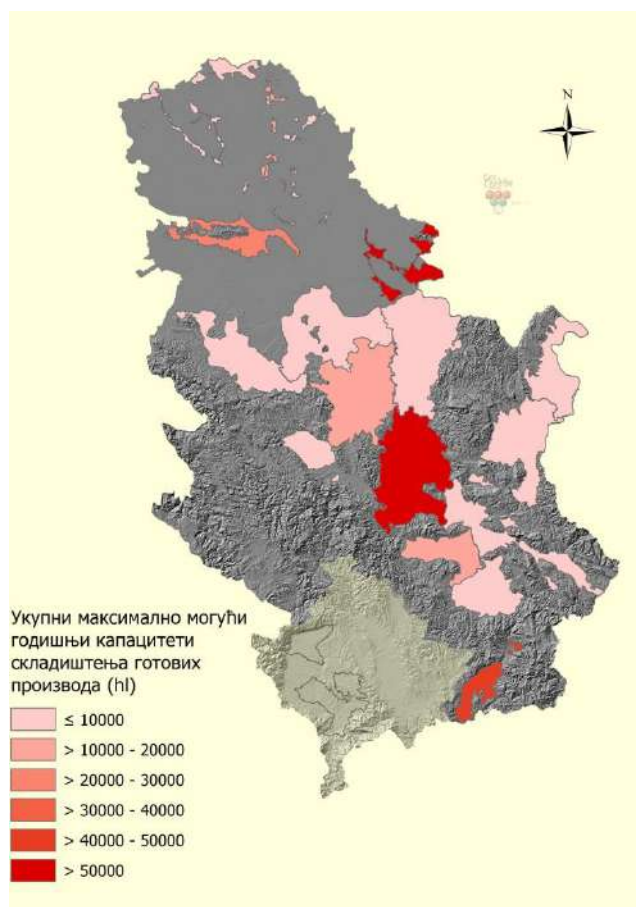 N
Укупни максимално могући
годишњи капацитети
складиштења готових
производа (hl)
≤ 10000
> 10000 - 20000
> 20000 - 30000
> 30000 - 40000
> 40000 - 50000
> 50000